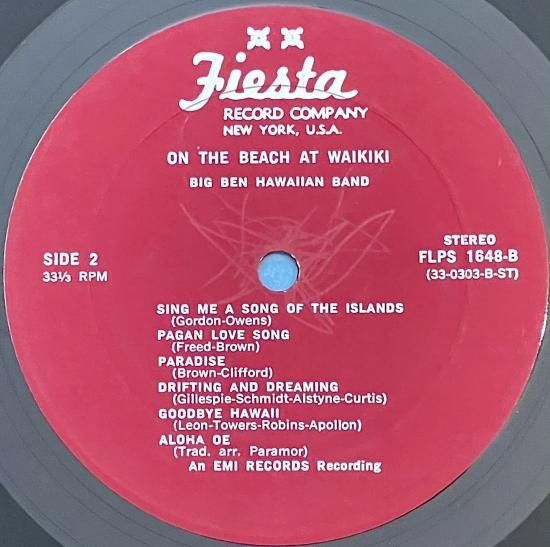 Fiesta
RECORD COMPANY
NEW YORK, U.S.A.
ON THE BEACH AT WAIKIKI
BIG BEN HAWAIIAN BAND
SIDE 2
33⅓ RPM
STEREO
FLPS 1648-B
(33-0303-B-ST)
SING ME A SONG OF THE ISLANDS
(Gordon-Owens)
PAGAN LOVE SONG
(Freed-Brown)
PARADISE
(Brown-Clifford)
DRIFTING AND DREAMING
(Gillespie-Schmidt-Alstyne-Curtis)
GOODBYE HAWAII
(Leon-Towers-Robins-Apollon)
ALOHA OE
(Trad. arr. Paramor)
An EMI RECORDS Recording